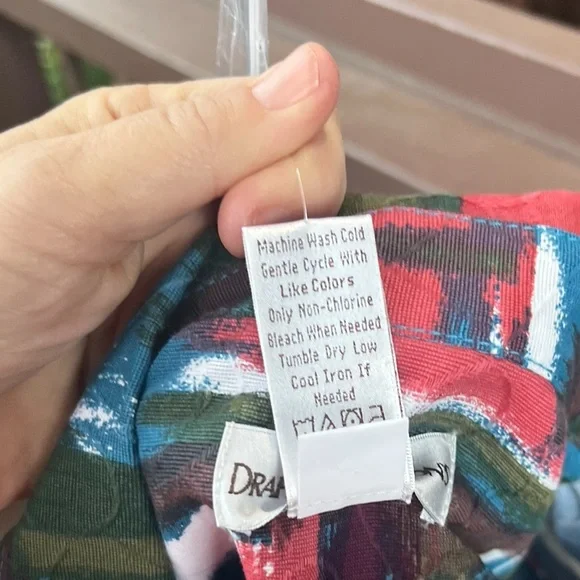 Machine Wash Cold
Gentle Cycle With
Like Colors
Only Non-Chlorine
Bleach When Needed
Tumble Dry Low
Cool Iron If
Needed